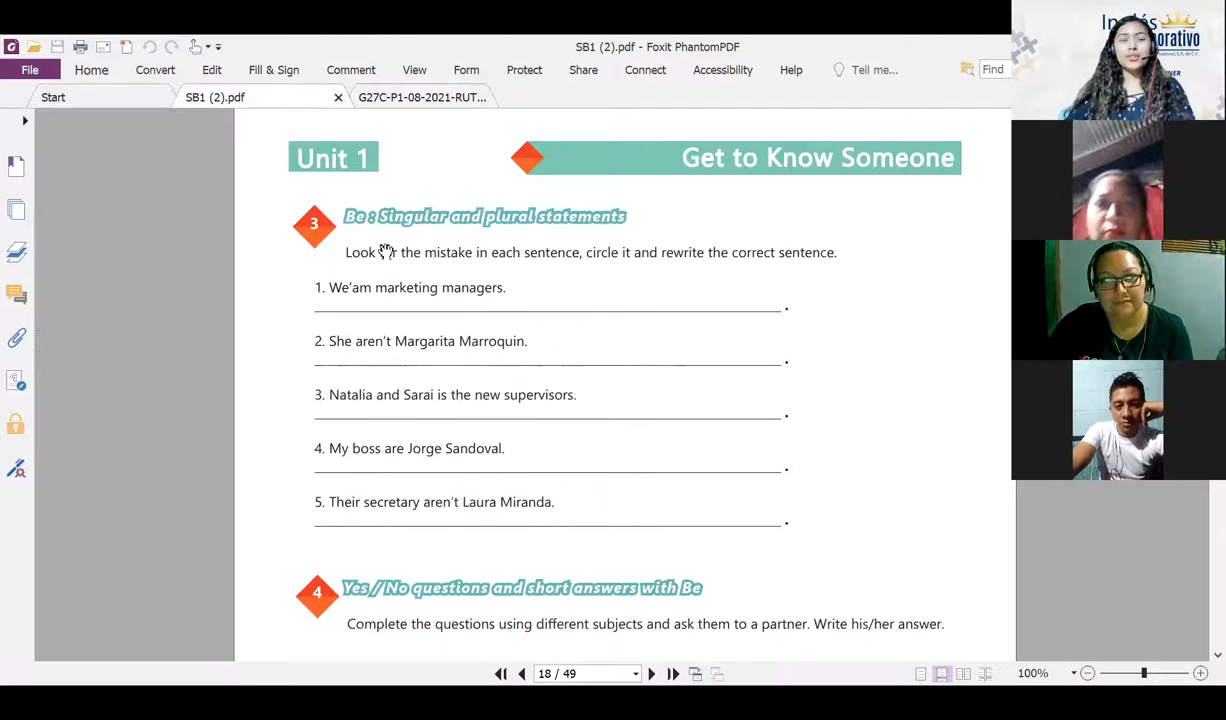 Inglés
SB1 (2).pdf - Foxit PhantomPDF
File Home Convert Edit Fill & Sign Comment View Form Protect Share Connect Accessibility Help Tell me... Find
Start SB1 (2).pdf G27C-P1-08-2021-RUT...
Unit 1 Get to Know Someone
3 Be : Singular and plural statements
Look the mistake in each sentence, circle it and rewrite the correct sentence.
1. We'am marketing managers.
.
2. She aren't Margarita Marroquin.
.
3. Natalia and Sarai is the new supervisors.
.
4. My boss are Jorge Sandoval.
.
5. Their secretary aren't Laura Miranda.
.
4 Yes / No questions and short answers with Be
Complete the questions using different subjects and ask them to a partner. Write his/her answer.
18 / 49 100%